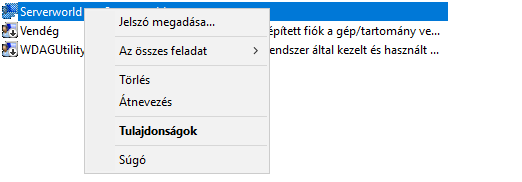 Serverworld
Jelszó megadása...
Vendég
épített fiók a gép/tartomány ve...
Az összes feladat
WDAGUtility
endszer által kezelt és használt ...
Törlés
Átnevezés
Tulajdonságok
Súgó